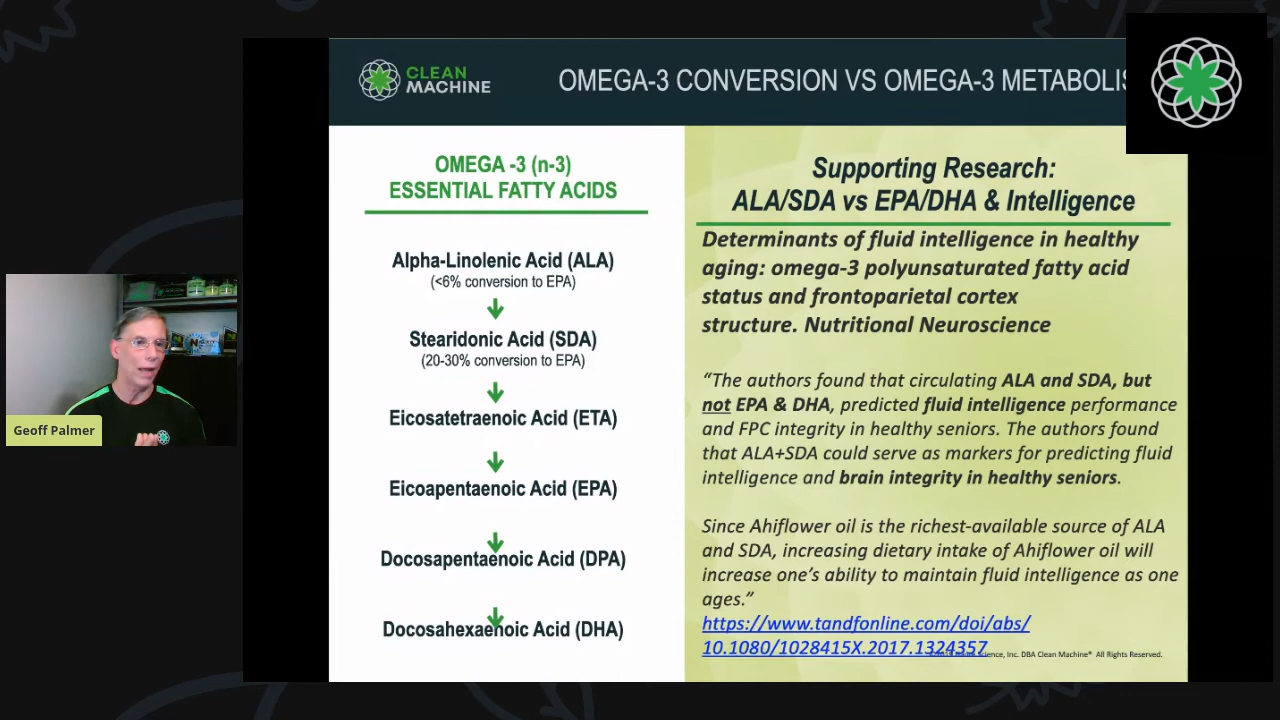 CLEAN
MACHINE
OMEGA-3 CONVERSION VS OMEGA-3 METABOLIS
OMEGA -3 (n-3)
ESSENTIAL FATTY ACIDS
Alpha-Linolenic Acid (ALA)
(<6% conversion to EPA)
Stearidonic Acid (SDA)
(20-30% conversion to EPA)
Eicosatetraenoic Acid (ETA)
Eicoapentaenoic Acid (EPA)
Docosapentaenoic Acid (DPA)
Docosahexaenoic Acid (DHA)
Supporting Research:
ALA/SDA vs EPA/DHA & Intelligence
Determinants of fluid intelligence in healthy
aging: omega-3 polyunsaturated fatty acid
status and frontoparietal cortex
structure. Nutritional Neuroscience
“The authors found that circulating ALA and SDA, but
not EPA & DHA, predicted fluid intelligence performance
and FPC integrity in healthy seniors. The authors found
that ALA+SDA could serve as markers for predicting fluid
intelligence and brain integrity in healthy seniors.
Since Ahiflower oil is the richest-available source of ALA
and SDA, increasing dietary intake of Ahiflower oil will
increase one’s ability to maintain fluid intelligence as one
ages.”
https://www.tandfonline.com/doi/abs/
10.1080/1028415X.2017.1324357
Inc. DBA Clean Machine® All Rights Reserved.
Geoff Palmer